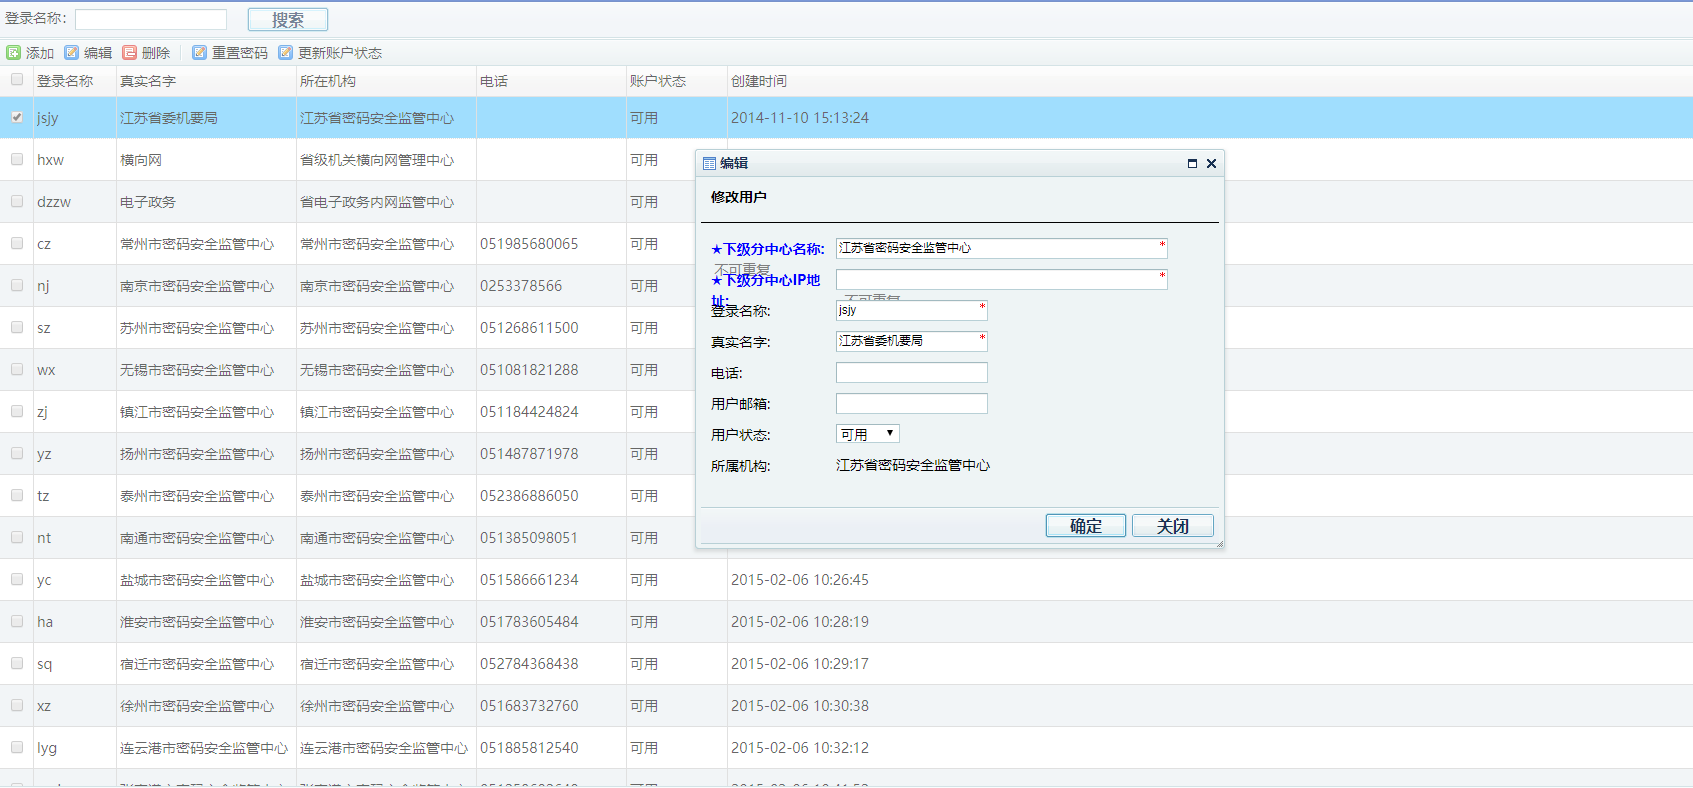 登录名称: 搜索
添加 编辑 删除 重置密码 更新账户状态
登录名称 真实名字 所在机构 电话 账户状态 创建时间
jsjy 江苏省委机要局 江苏省密码安全监管中心 可用 2014-11-10 15:13:24
hxw 横向网 省级机关横向网管理中心 可用
dzzw 电子政务 省电子政务内网监管中心 可用
cz 常州市密码安全监管中心 常州市密码安全监管中心 051985680065 可用
nj 南京市密码安全监管中心 南京市密码安全监管中心 0253378566 可用
sz 苏州市密码安全监管中心 苏州市密码安全监管中心 051268611500 可用
wx 无锡市密码安全监管中心 无锡市密码安全监管中心 051081821288 可用
zj 镇江市密码安全监管中心 镇江市密码安全监管中心 051184424824 可用
yz 扬州市密码安全监管中心 扬州市密码安全监管中心 051487871978 可用
tz 泰州市密码安全监管中心 泰州市密码安全监管中心 052386886050 可用
nt 南通市密码安全监管中心 南通市密码安全监管中心 051385098051 可用
yc 盐城市密码安全监管中心 盐城市密码安全监管中心 051586661234 可用 2015-02-06 10:26:45
ha 淮安市密码安全监管中心 淮安市密码安全监管中心 051783605484 可用 2015-02-06 10:28:19
sq 宿迁市密码安全监管中心 宿迁市密码安全监管中心 052784368438 可用 2015-02-06 10:29:17
xz 徐州市密码安全监管中心 徐州市密码安全监管中心 051683732760 可用 2015-02-06 10:30:38
lyg 连云港市密码安全监管中心 连云港市密码安全监管中心 051885812540 可用 2015-02-06 10:32:12
编辑
修改用户
★下级分中心名称: 江苏省密码安全监管中心 *
不可重复
★下级分中心IP地 *
址: 不可重复
登录名称: jsjy *
真实名字: 江苏省委机要局 *
电话:
用户邮箱:
用户状态: 可用
所属机构: 江苏省密码安全监管中心
确定 关闭